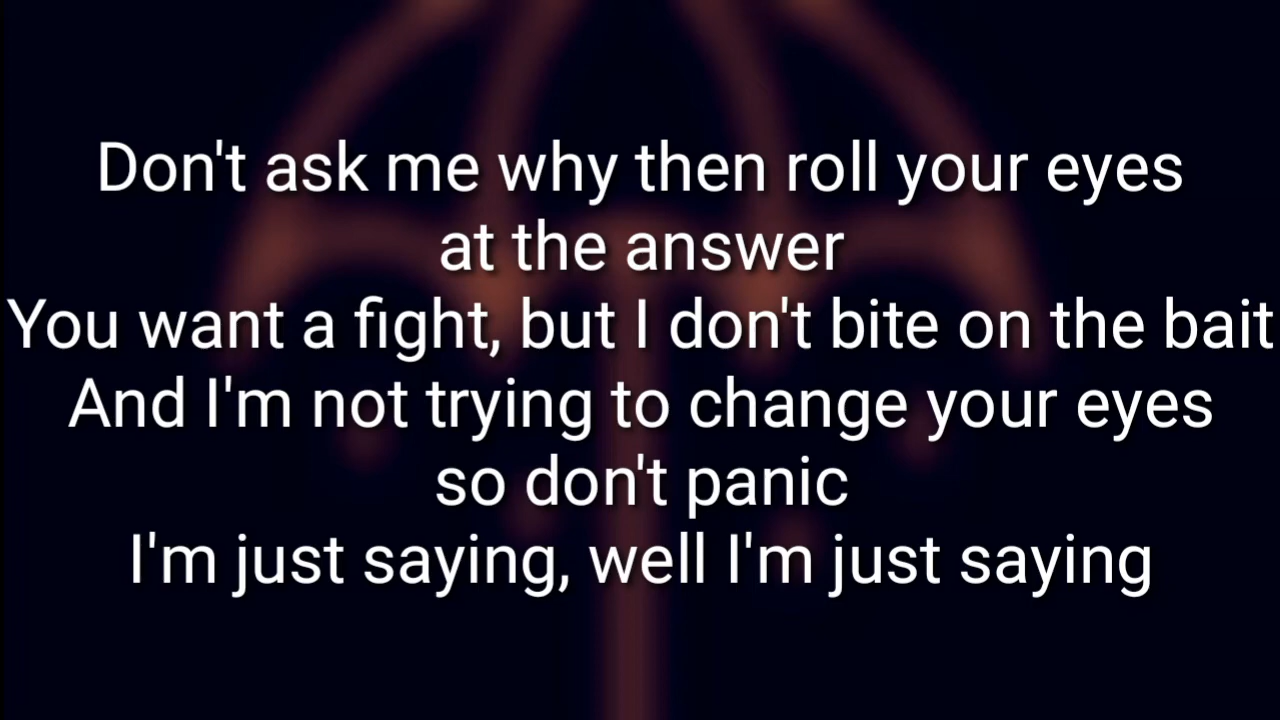 Don't ask me why then roll your eyes
at the answer
You want a fight, but I don't bite on the bait
And I'm not trying to change your eyes
so don't panic
I'm just saying, well I'm just saying